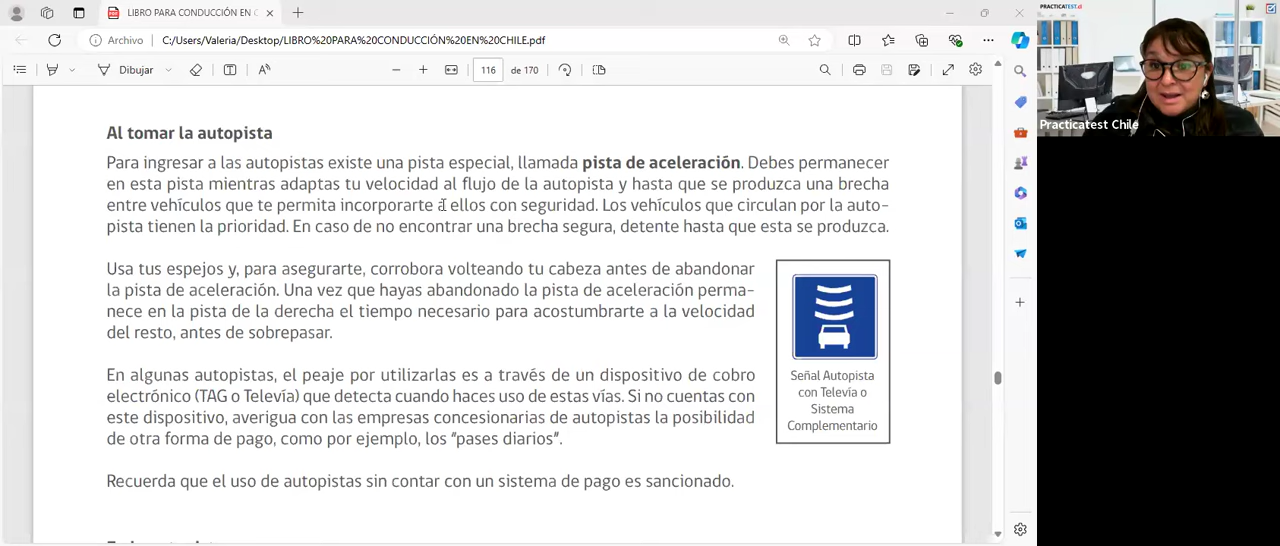 LIBRO PARA CONDUCCIÓN EN C
Archivo
C:/Users/Valeria/Desktop/LIBRO%20PARA%20CONDUCCIÓN%20EN%20CHILE.pdf
Dibujar
116
de 170
PRACTICATEST.cl
Practicatest Chile
Al tomar la autopista
Para ingresar a las autopistas existe una pista especial, llamada pista de aceleración. Debes permanecer
en esta pista mientras adaptas tu velocidad al flujo de la autopista y hasta que se produzca una brecha
entre vehículos que te permita incorporarte a ellos con seguridad. Los vehículos que circulan por la auto-
pista tienen la prioridad. En caso de no encontrar una brecha segura, detente hasta que esta se produzca.
Usa tus espejos y, para asegurarte, corrobora volteando tu cabeza antes de abandonar
la pista de aceleración. Una vez que hayas abandonado la pista de aceleración perma-
nece en la pista de la derecha el tiempo necesario para acostumbrarte a la velocidad
del resto, antes de sobrepasar.
En algunas autopistas, el peaje por utilizarlas es a través de un dispositivo de cobro
electrónico (TAG o Televía) que detecta cuando haces uso de estas vías. Si no cuentas con
este dispositivo, averigua con las empresas concesionarias de autopistas la posibilidad
de otra forma de pago, como por ejemplo, los "pases diarios".
Señal Autopista
con Televía o
Sistema
Complementario
Recuerda que el uso de autopistas sin contar con un sistema de pago es sancionado.